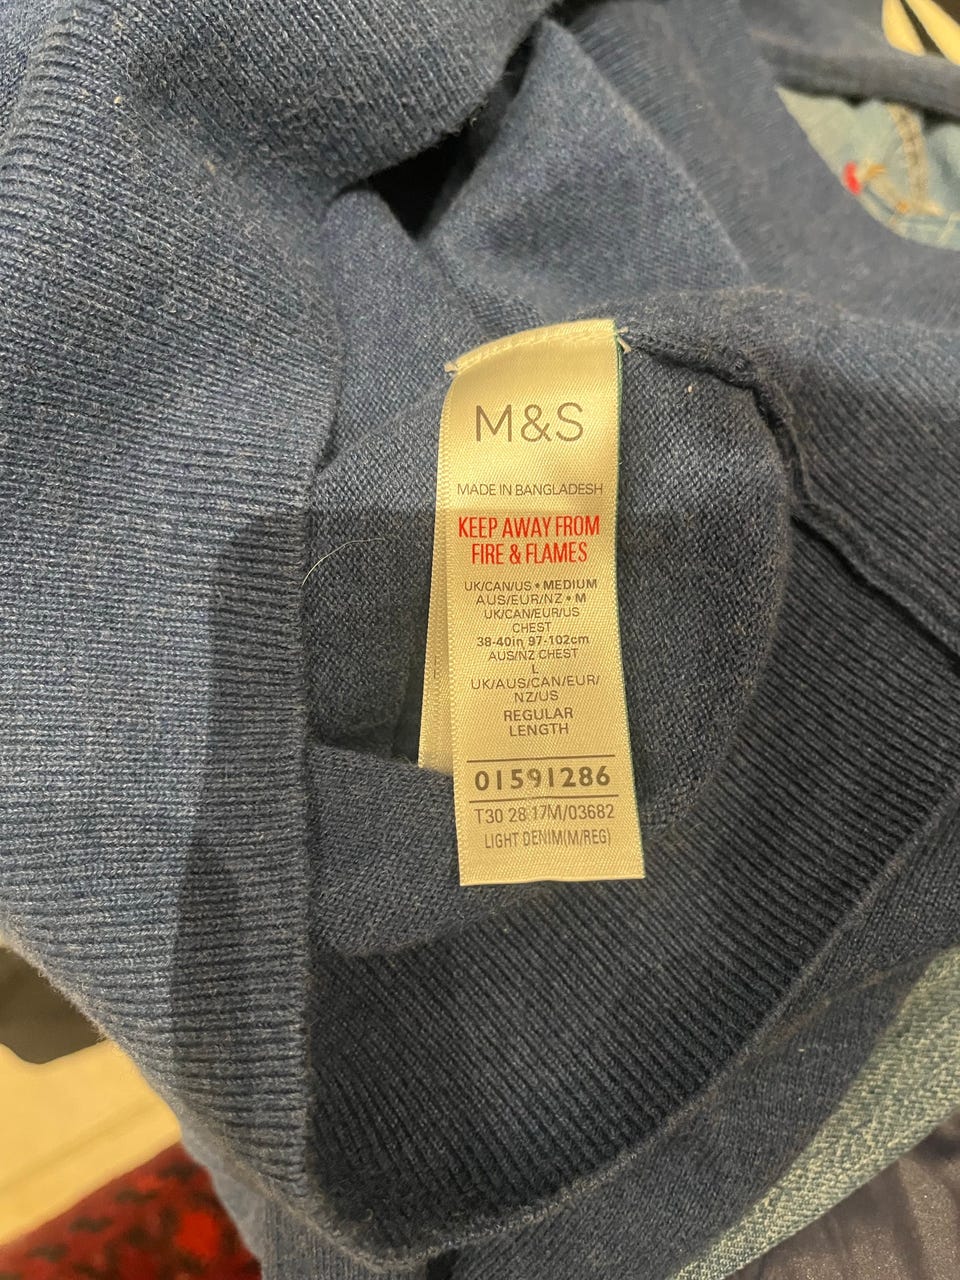 M&S
MADE IN BANGLADESH
KEEP AWAY FROM
FIRE & FLAMES
UK/CAN/US • MEDIUM
AUS/EUR/NZ • M
UK/CAN/EUR/US
CHEST
38-40in 97-102cm
AUS/NZ CHEST
L
UK/AUS/CAN/EUR/
NZ/US
REGULAR
LENGTH
01591286
T30 28 17M/03682
LIGHT DENIM(M/REG)